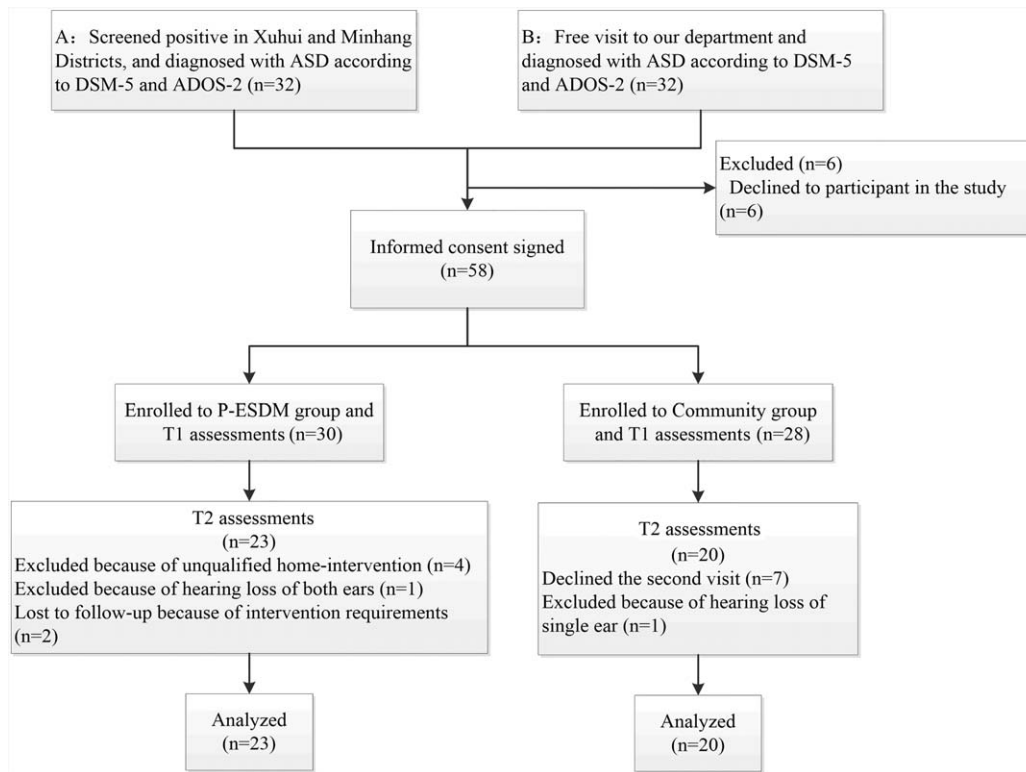 A：Screened positive in Xuhui and Minhang
Districts, and diagnosed with ASD according
to DSM-5 and ADOS-2 (n=32)
B：Free visit to our department and
diagnosed with ASD according to DSM-5
and ADOS-2 (n=32)
Excluded (n=6)
Declined to participant in the study
(n=6)
Informed consent signed
(n=58)
Enrolled to P-ESDM group and
T1 assessments (n=30)
Enrolled to Community group
and T1 assessments (n=28)
T2 assessments
(n=23)
Excluded because of unqualified home-intervention (n=4)
Excluded because of hearing loss of both ears (n=1)
Lost to follow-up because of intervention requirements
(n=2)
T2 assessments
(n=20)
Declined the second visit (n=7)
Excluded because of hearing loss of
single ear (n=1)
Analyzed
(n=23)
Analyzed
(n=20)